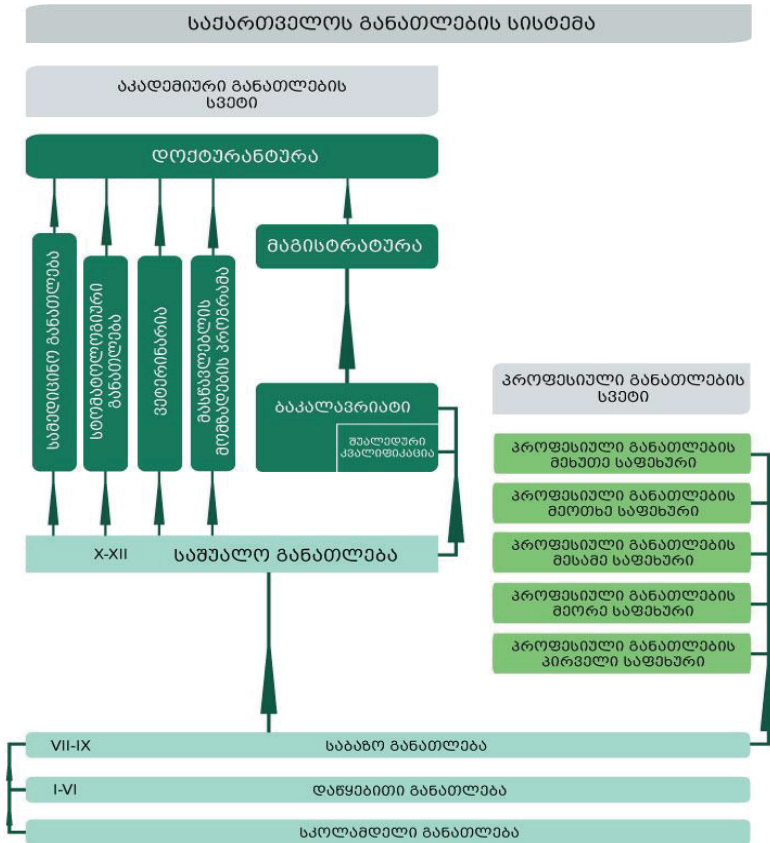 საქართველოს განათლების სისტემა
აკადემიური განათლების
სვეტი
დოქტურანტურა
მაგისტრატურა
სამედიცინო განათლება
სტომატოლოგიური
განათლება
ვეტერინარია
მასწავლებლის
მომზადების პროგრამა
ბაკალავრიატი
შუალედური
კვალიფიკაცია
პროფესიული განათლების
სვეტი
პროფესიული განათლების
მეხუთე საფეხური
პროფესიული განათლების
მეოთხე საფეხური
პროფესიული განათლების
მესამე საფეხური
პროფესიული განათლების
მეორე საფეხური
პროფესიული განათლების
პირველი საფეხური
X-XII საშუალო განათლება
VII-IX საბაზო განათლება
I-VI დაწყებითი განათლება
სკოლამდელი განათლება